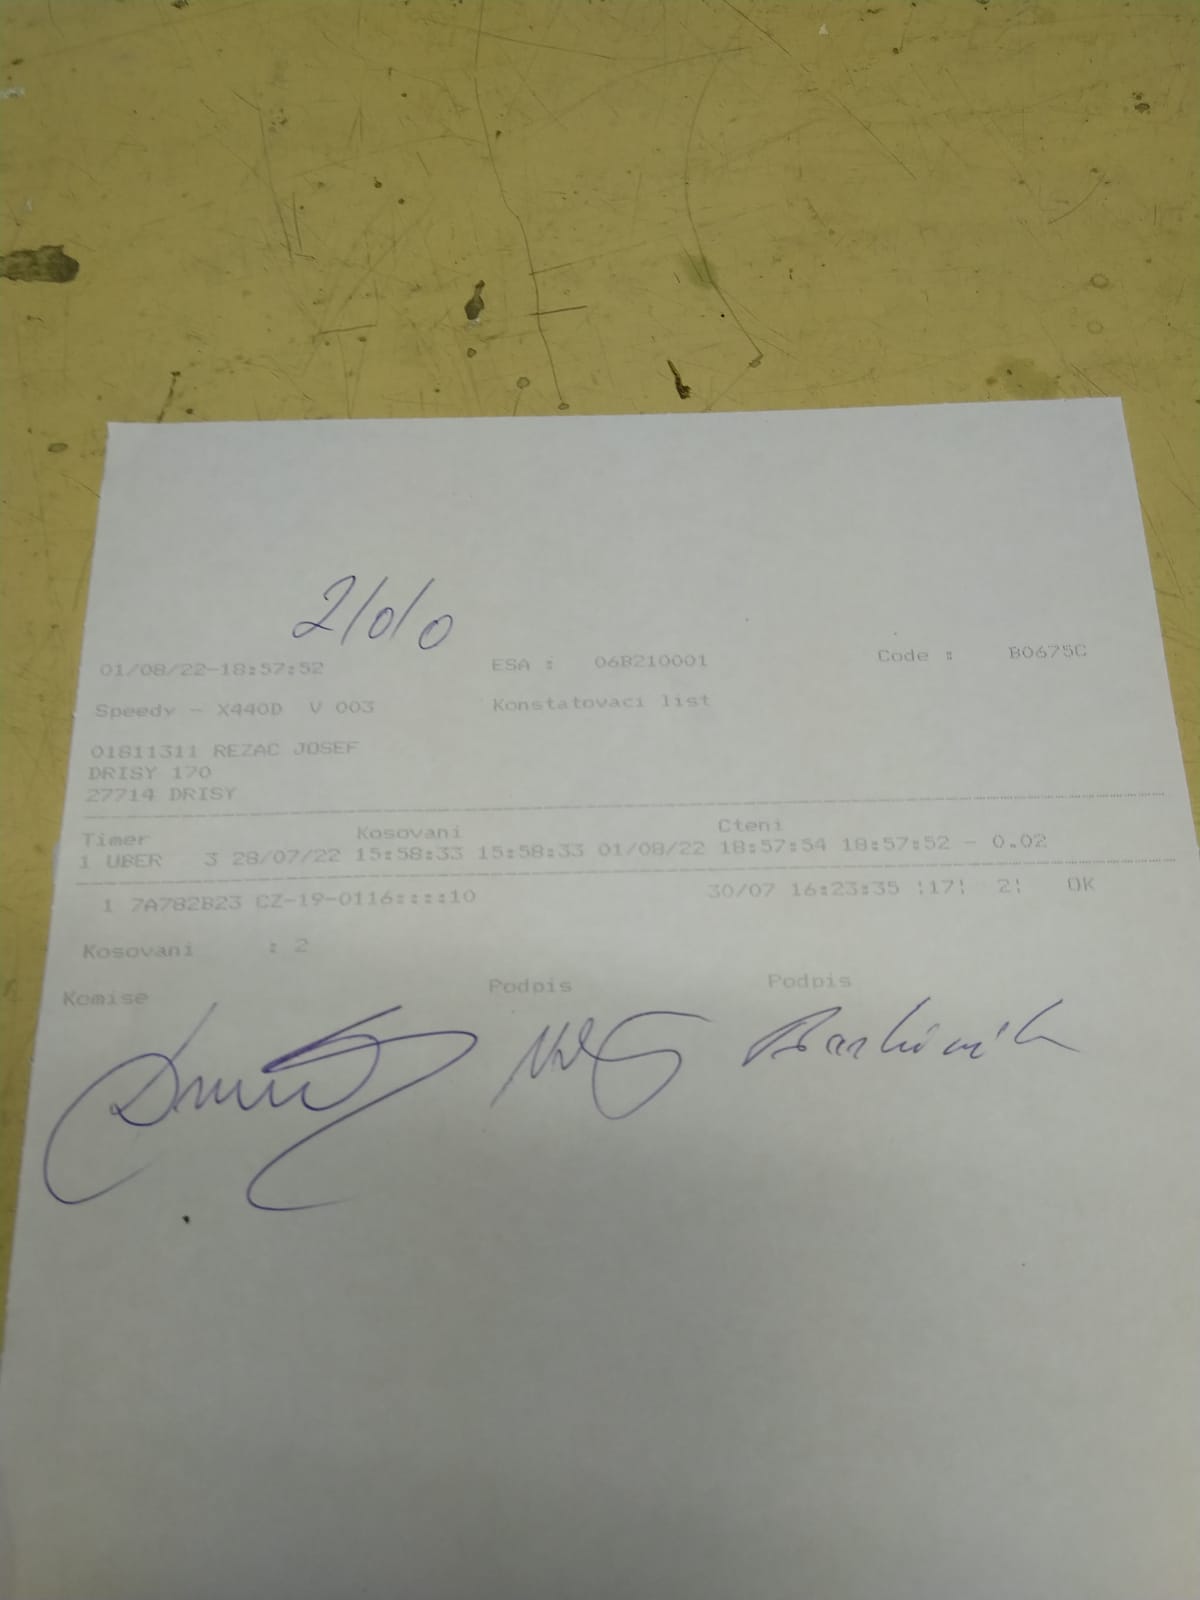 2/0/0
01/08/22-18:57:52 ESA : 06B210001 Code : B0675C
Speedy - X440D V 003 Konstatovaci list
01811311 REZAC JOSEF
DRISY 170
27714 DRISY
Timer Kosovani Cteni
1 UBER 3 28/07/22 15:58:33 15:58:33 01/08/22 18:57:54 18:57:52 - 0.02
1 7A782B23 CZ-19-0116::::10 30/07 16:23:35 !17! 2! OK
Kosovani : 2
Komise Podpis Podpis